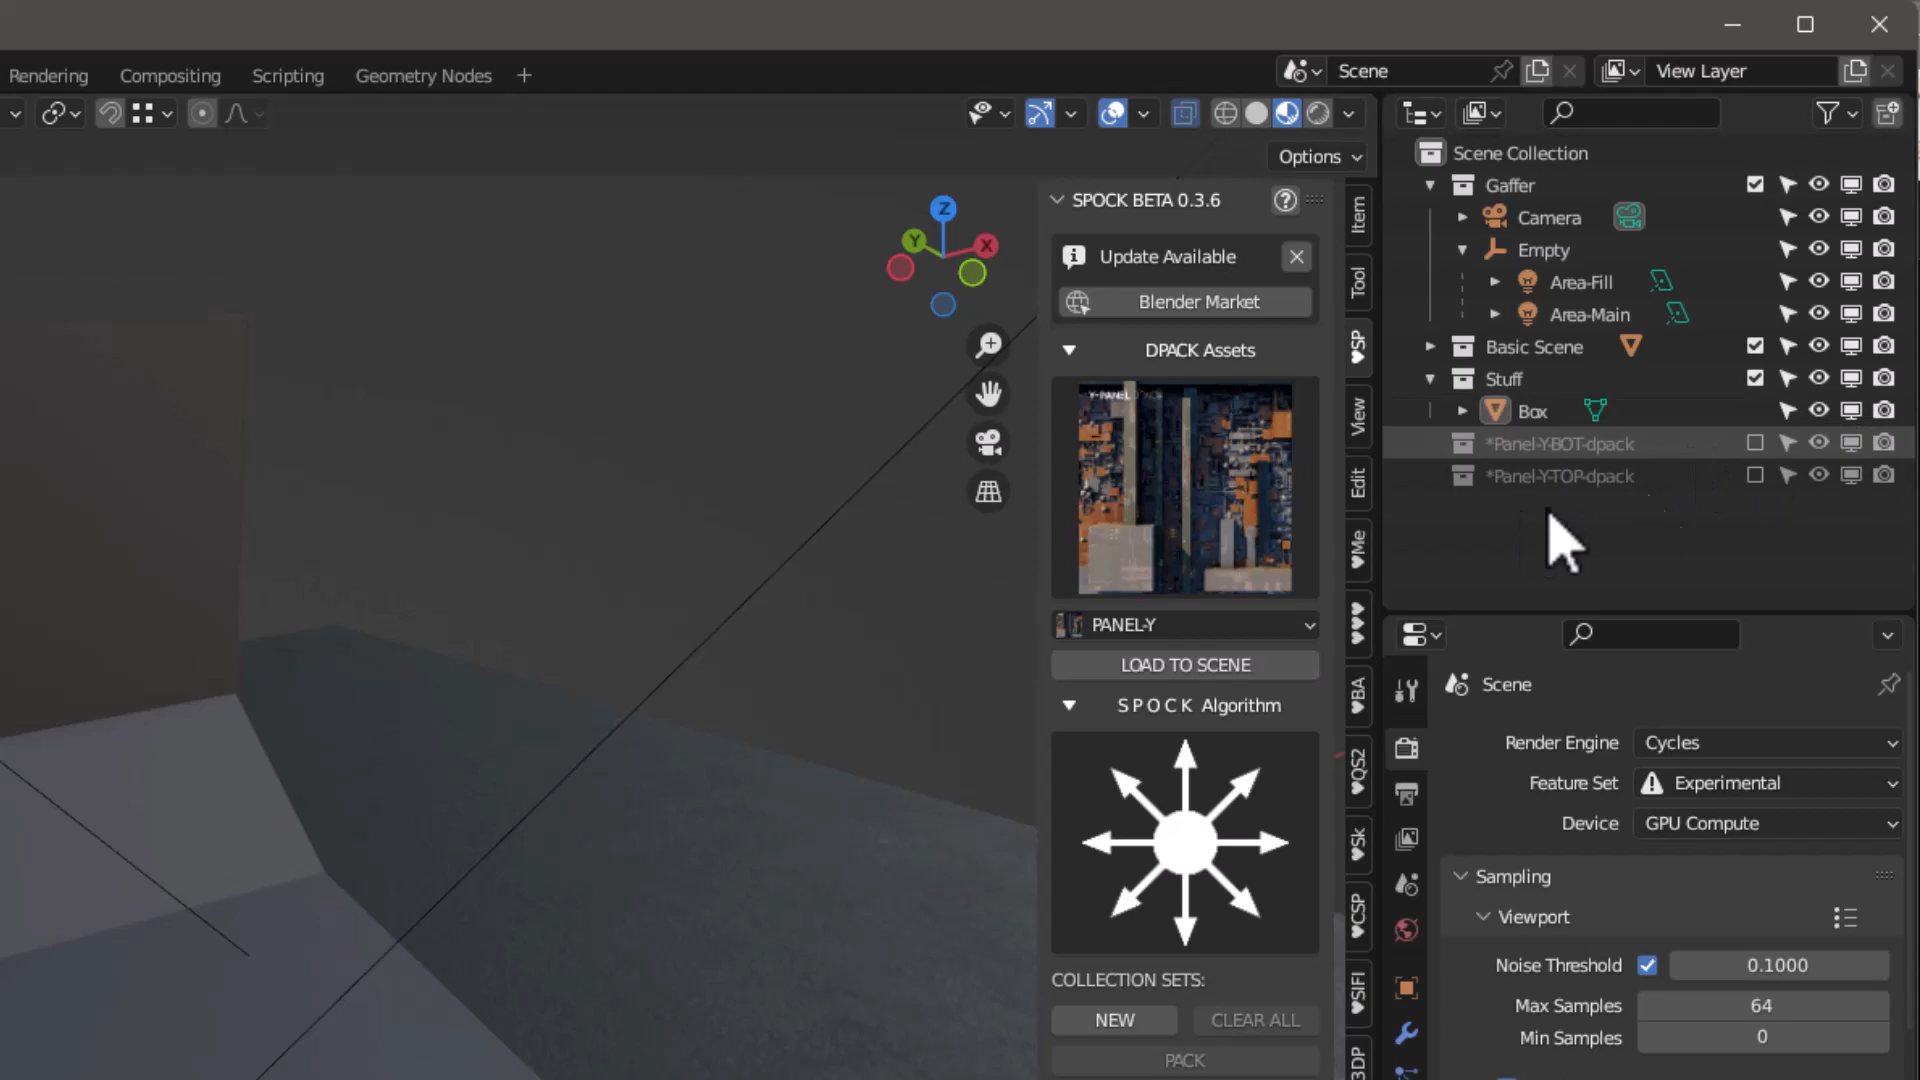 Rendering Compositing Scripting Geometry Nodes +
Scene
View Layer
Options
Z
Y
X
SPOCK BETA 0.3.6
Update Available
Blender Market
DPACK Assets
Y-PANEL
PANEL-Y
LOAD TO SCENE
S P O C K Algorithm
COLLECTION SETS:
NEW
CLEAR ALL
PACK
Item
Tool
♥SP
View
Edit
♥Me
♥♥♥
♥BA
♥QS2
♥Sk
♥CSP
♥SIFI
3DP
Scene Collection
Gaffer
Camera
Empty
Area-Fill
Area-Main
Basic Scene
Stuff
Box
*Panel-Y-BOT-dpack
*Panel-Y-TOP-dpack
Scene
Render Engine Cycles
Feature Set Experimental
Device GPU Compute
Sampling
Viewport
Noise Threshold 0.1000
Max Samples 64
Min Samples 0